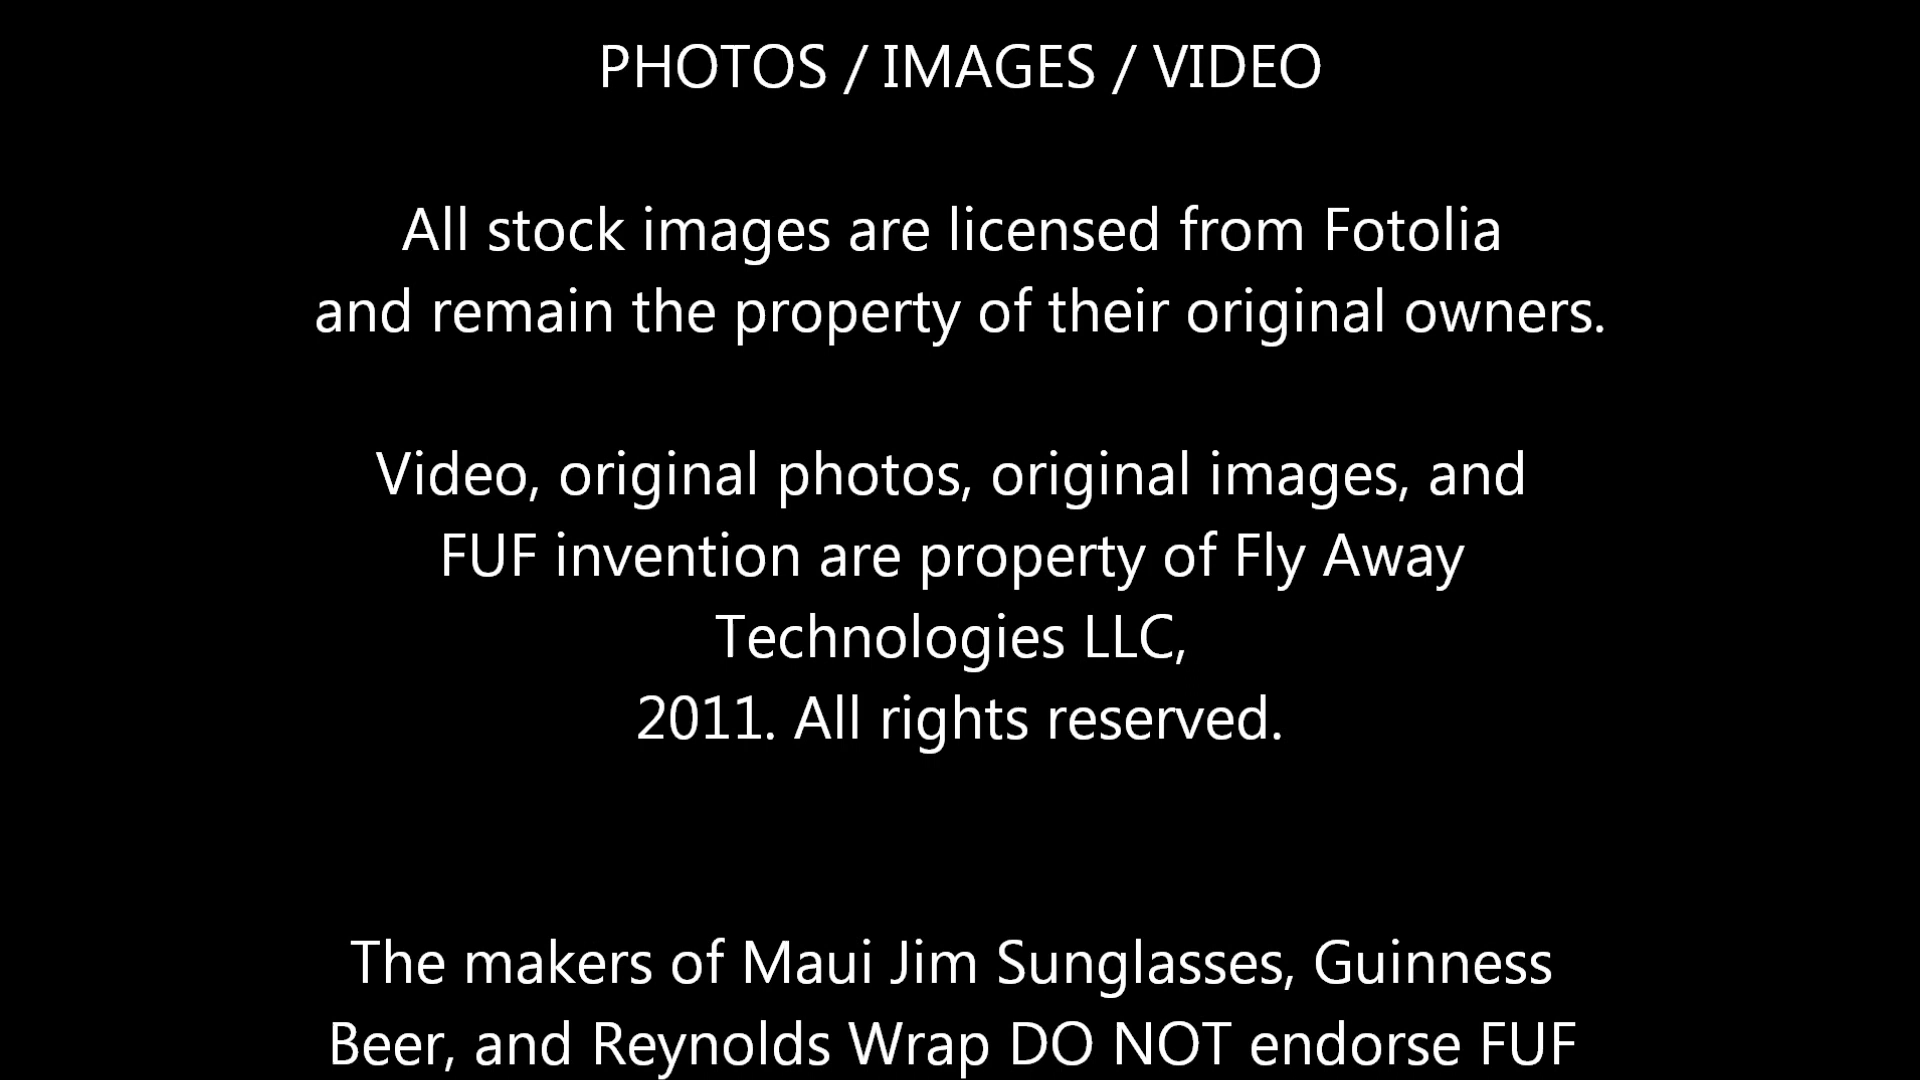 PHOTOS / IMAGES / VIDEO
All stock images are licensed from Fotolia
and remain the property of their original owners.
Video, original photos, original images, and
FUF invention are property of Fly Away
Technologies LLC,
2011. All rights reserved.
The makers of Maui Jim Sunglasses, Guinness
Beer, and Reynolds Wrap DO NOT endorse FUF